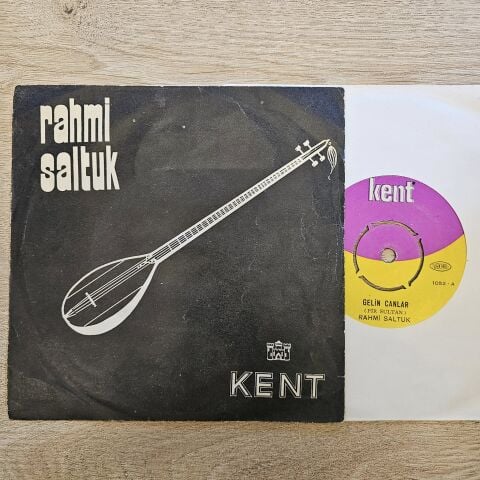 rahmi
saltuk
KENT
kent
1052 - A
GELİN CANLAR
(PİR SULTAN)
RAHMİ SALTUK